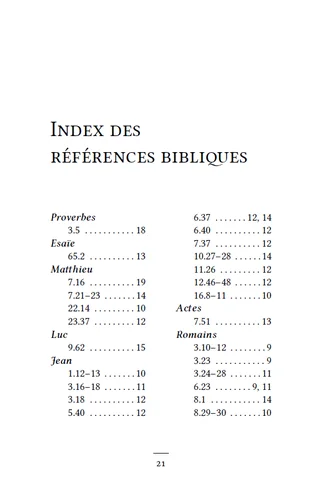 Index des
références bibliques
Proverbes
3.5 ........... 18
Esaïe
65.2 .......... 13
Matthieu
7.16 .......... 19
7.21–23 ....... 14
22.14 ......... 10
23.37 ......... 12
Luc
9.62 .......... 15
Jean
1.12–13 ....... 10
3.16–18 ....... 11
3.18 .......... 12
5.40 .......... 12
6.37 ....... 12, 14
6.40 .......... 12
7.37 .......... 12
10.27–28 ...... 14
11.26 ......... 12
12.46–48 ...... 12
16.8–11 ....... 10
Actes
7.51 .......... 13
Romains
3.10–12 ........ 9
3.23 ........... 9
3.24–28 ....... 11
6.23 ........ 9, 11
8.1 ........... 14
8.29–30 ....... 10
21